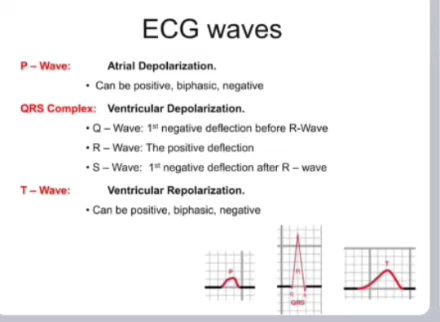 ECG waves
P – Wave: Atrial Depolarization.
• Can be positive, biphasic, negative
QRS Complex: Ventricular Depolarization.
• Q – Wave: 1st negative deflection before R-Wave
• R – Wave: The positive deflection
• S – Wave: 1st negative deflection after R – wave
T – Wave: Ventricular Repolarization.
• Can be positive, biphasic, negative
P
R
QRS
T